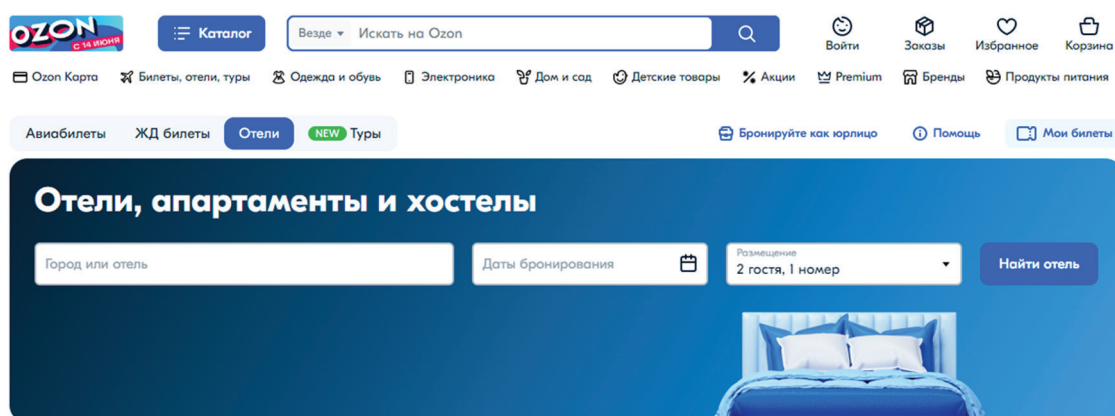 OZON
С 14 ИЮНЯ
Каталог
Везде
Искать на Ozon
Войти
Заказы
Избранное
Корзина
Ozon Карта
Билеты, отели, туры
Одежда и обувь
Электроника
Дом и сад
Детские товары
Акции
Premium
Бренды
Продукты питания
Авиабилеты
ЖД билеты
Отели
NEW Туры
Бронируйте как юрлицо
Помощь
Мои билеты
Отели, апартаменты и хостелы
Город или отель
Даты бронирования
Размещение
2 гостя, 1 номер
Найти отель